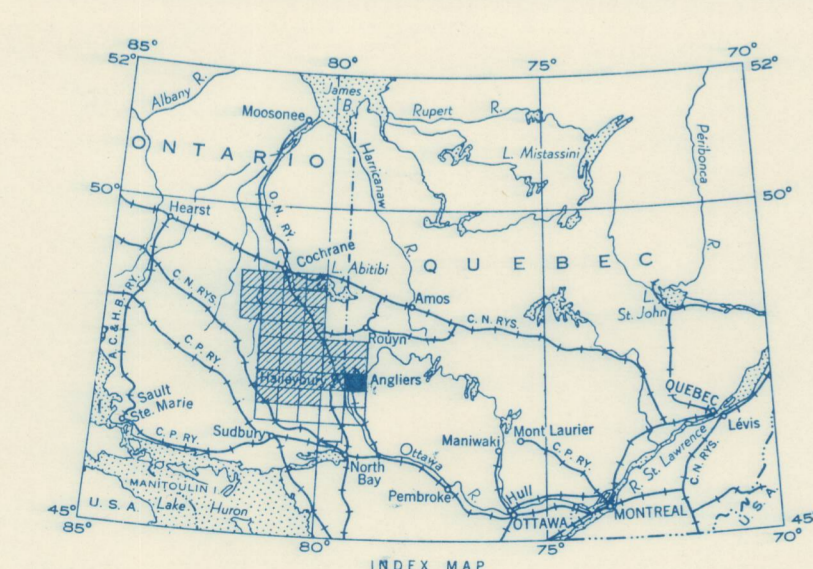 85°
80°
75°
70°
52°
52°
Albany R.
James
B.
Moosonee
Rupert R.
L. Mistassini
Péribonca
R.
ONTARIO
Harricanaw
R.
50°
50°
Hearst
O. N. RY.
Cochrane
L. Abitibi
QUEBEC
C. N. RYS.
Amos
L.
St. John
A. C. & H. B. RY.
C. P. RY.
C. N. RYS.
Rouyn
Haileybury
Angliers
QUEBEC
Lévis
Sault
Ste. Marie
C. P. RY.
Sudbury
Maniwaki
Mont Laurier
C. P. RY.
R. St. Lawrence
C. N. RYS.
Ottawa
R.
North
Bay
MANITOULIN I.
Lake Huron
Pembroke
Hull
OTTAWA
MONTREAL
U. S. A.
U. S. A.
45°
45°
85°
80°
75°
70°
INDEX MAP